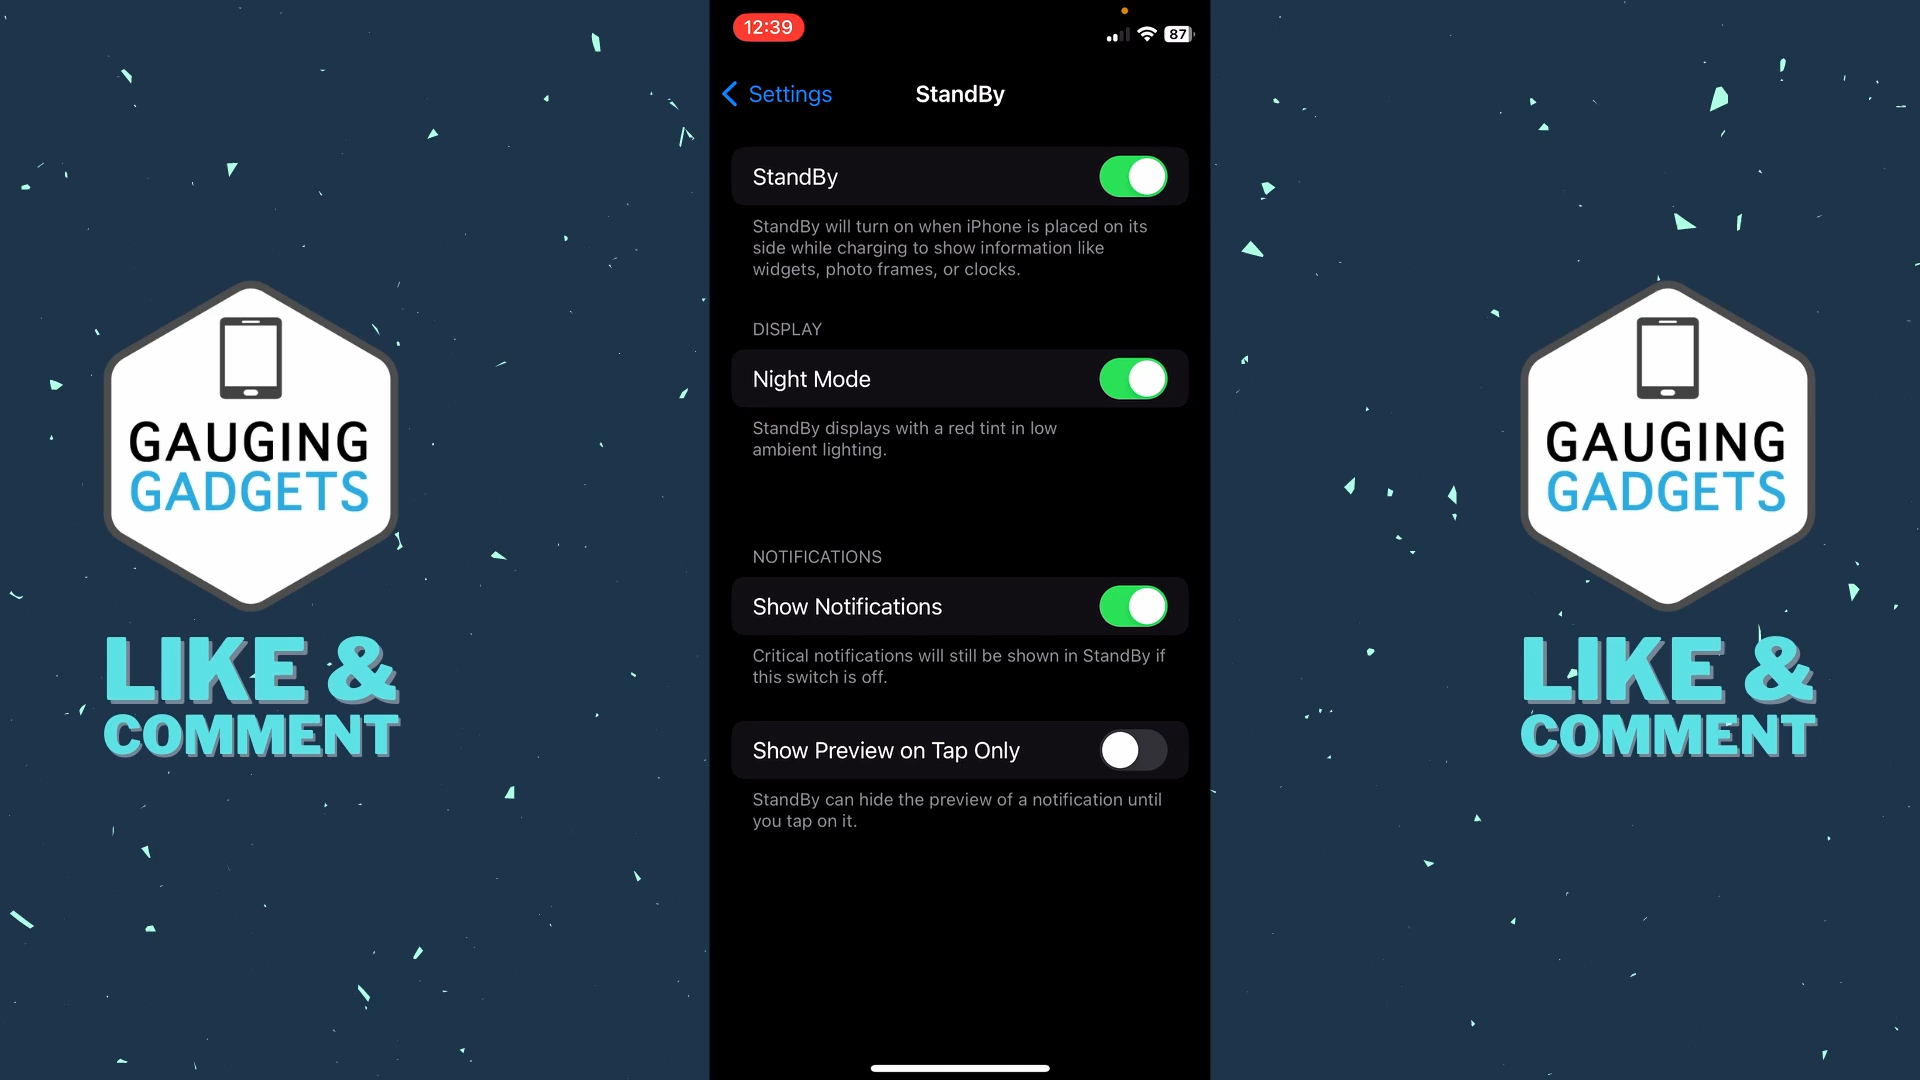 12:39
87
Settings
StandBy
StandBy
StandBy will turn on when iPhone is placed on its
side while charging to show information like
widgets, photo frames, or clocks.
DISPLAY
Night Mode
StandBy displays with a red tint in low
ambient lighting.
NOTIFICATIONS
Show Notifications
Critical notifications will still be shown in StandBy if
this switch is off.
Show Preview on Tap Only
StandBy can hide the preview of a notification until
you tap on it.
GAUGING
GADGETS
LIKE &
COMMENT
GAUGING
GADGETS
LIKE &
COMMENT